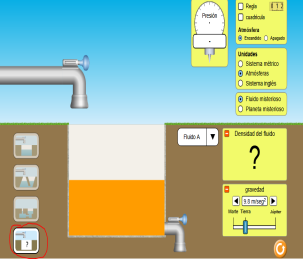 Presión
Regla
cuadrícula
Atmósfera
Encendido
Apagado
Unidades
Sistema métrico
Atmósferas
Sistema inglés
Fluido misterioso
Planeta misterioso
Fluido A
Densidad del fluido
?
gravedad
9.8 m/seg²
Marte Tierra Júpiter
?